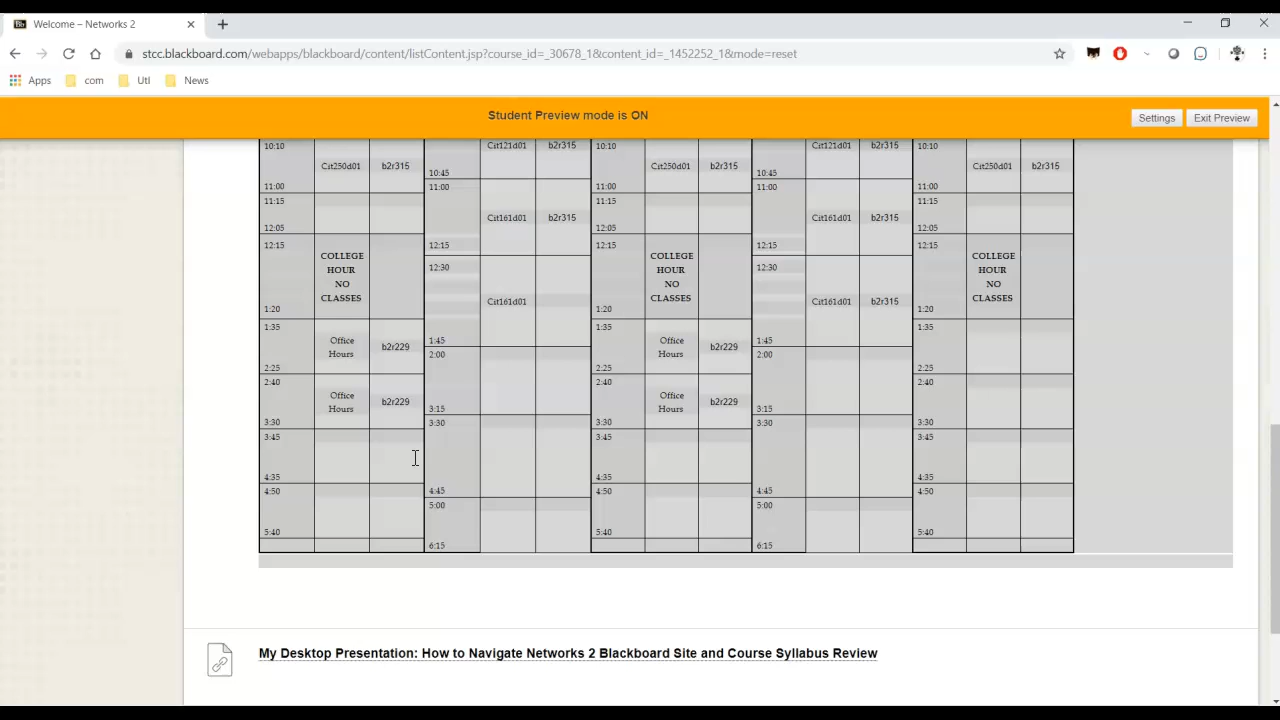 Welcome – Networks 2
stcc.blackboard.com/webapps/blackboard/content/listContent.jsp?course_id=_30678_1&content_id=_1452252_1&mode=reset
Apps com Utl News
Student Preview mode is ON
Settings Exit Preview
10:10 Cit121d01 b2r315 10:10 Cit121d01 b2r315 10:10
Cit250d01 b2r315 Cit250d01 b2r315 Cit250d01 b2r315
10:45 10:45
11:00 11:00 11:00 11:00 11:00
11:15 11:15 11:15
Cit161d01 b2r315 Cit161d01 b2r315
12:05 12:05 12:05
12:15 12:15 12:15 12:15 12:15
COLLEGE COLLEGE COLLEGE
HOUR 12:30 HOUR 12:30 HOUR
NO NO NO
CLASSES CLASSES CLASSES
Cit161d01 Cit161d01 b2r315
1:20 1:20 1:20
1:35 1:35 1:35
Office 1:45 Office 1:45
Hours b2r229 Hours b2r229
2:00 2:00
2:25 2:25 2:25
2:40 2:40 2:40
Office Office
Hours b2r229 Hours b2r229
3:15 3:15
3:30 3:30 3:30 3:30 3:30
3:45 3:45 3:45
4:35 4:35 4:35
4:50 4:45 4:50 4:45 4:50
5:00 5:00
5:40 5:40 5:40
6:15 6:15
My Desktop Presentation: How to Navigate Networks 2 Blackboard Site and Course Syllabus Review